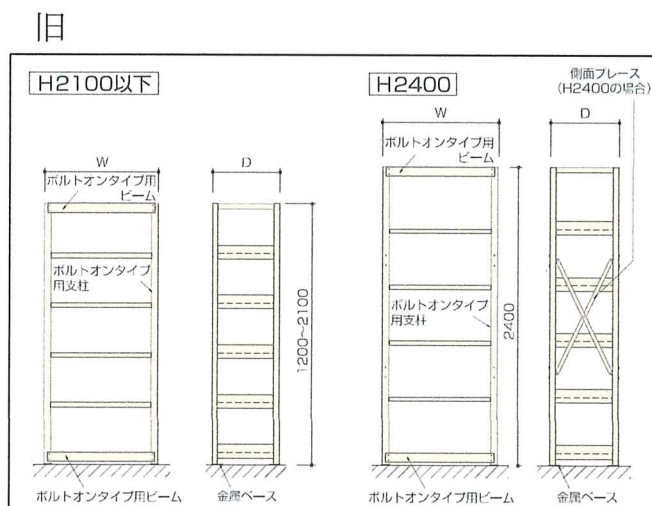 旧
H2100以下
W
D
ボルトオンタイプ用
ビーム
ボルトオンタイプ
用支柱
1200~2100
ボルトオンタイプ用ビーム
金属ベース
H2400
側面ブレース
(H2400の場合)
W
D
ボルトオンタイプ用
ビーム
ボルトオンタイプ
用支柱
2400
ボルトオンタイプ用ビーム
金属ベース